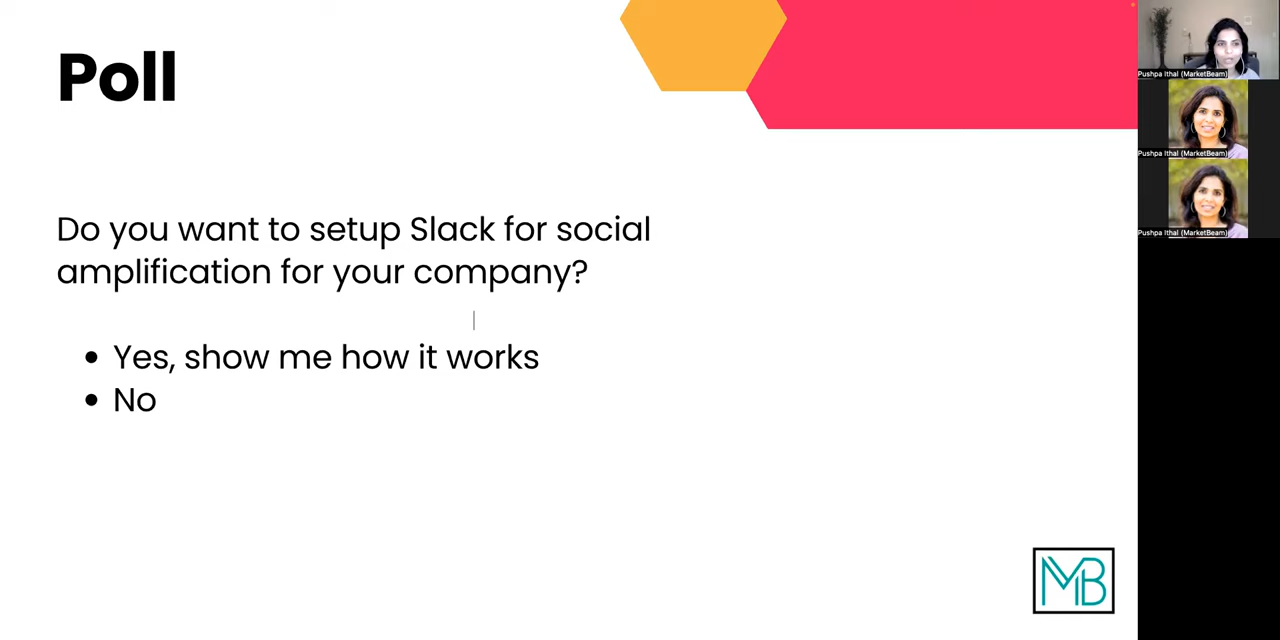 Poll
Do you want to setup Slack for social
amplification for your company?
• Yes, show me how it works
• No
MB
Pushpa Ithal (MarketBeam)
Pushpa Ithal (MarketBeam)
Pushpa Ithal (MarketBeam)